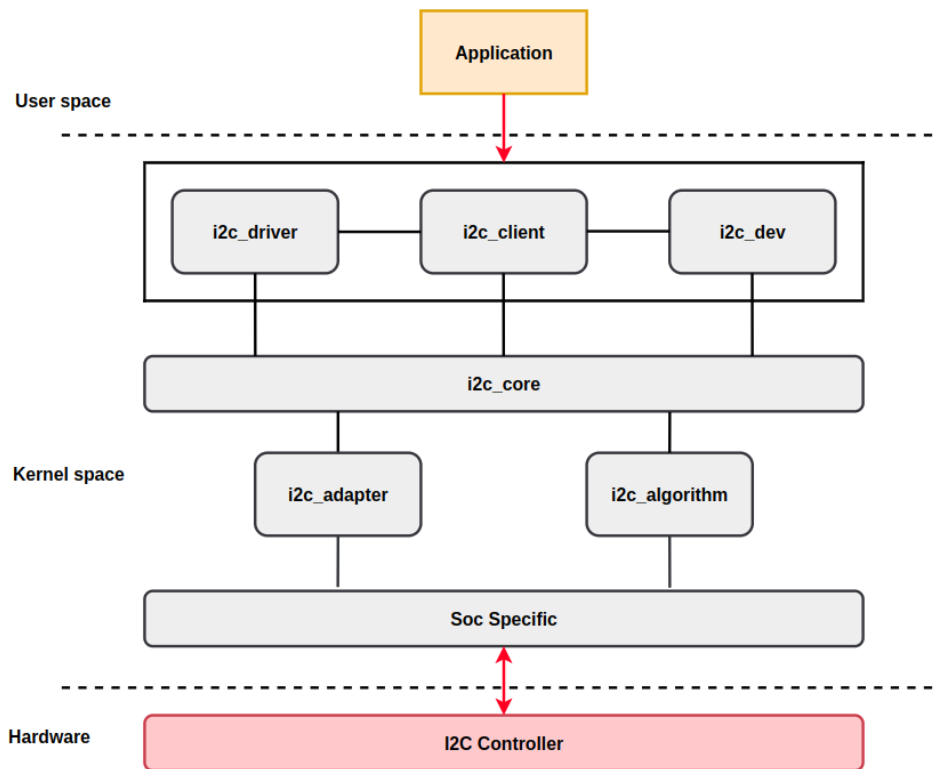 Application
User space
i2c_driver
i2c_client
i2c_dev
i2c_core
Kernel space
i2c_adapter
i2c_algorithm
Soc Specific
Hardware
I2C Controller